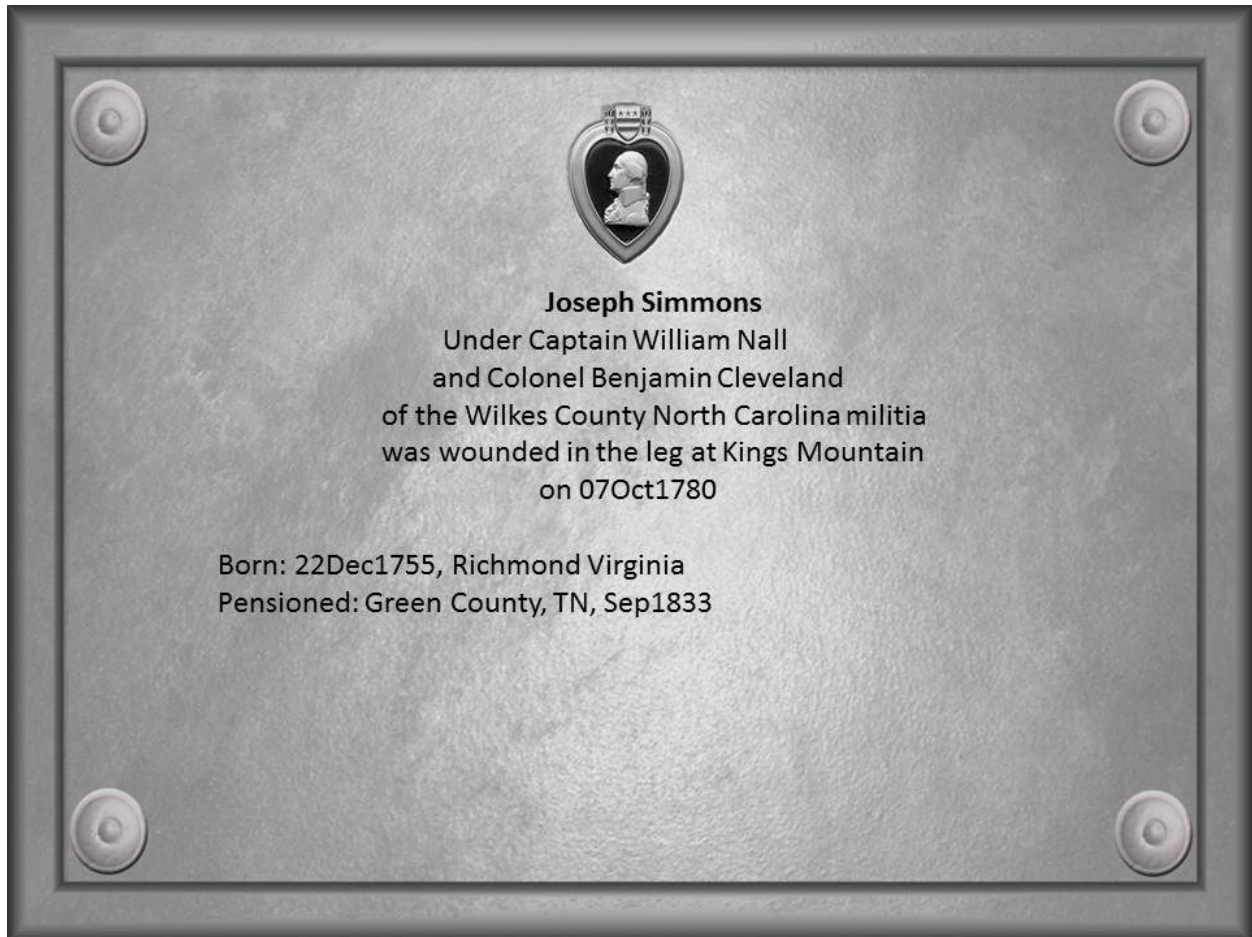 Joseph Simmons
Under Captain William Nall
and Colonel Benjamin Cleveland
of the Wilkes County North Carolina militia
was wounded in the leg at Kings Mountain
on 07Oct1780
Born: 22Dec1755, Richmond Virginia
Pensioned: Green County, TN, Sep1833